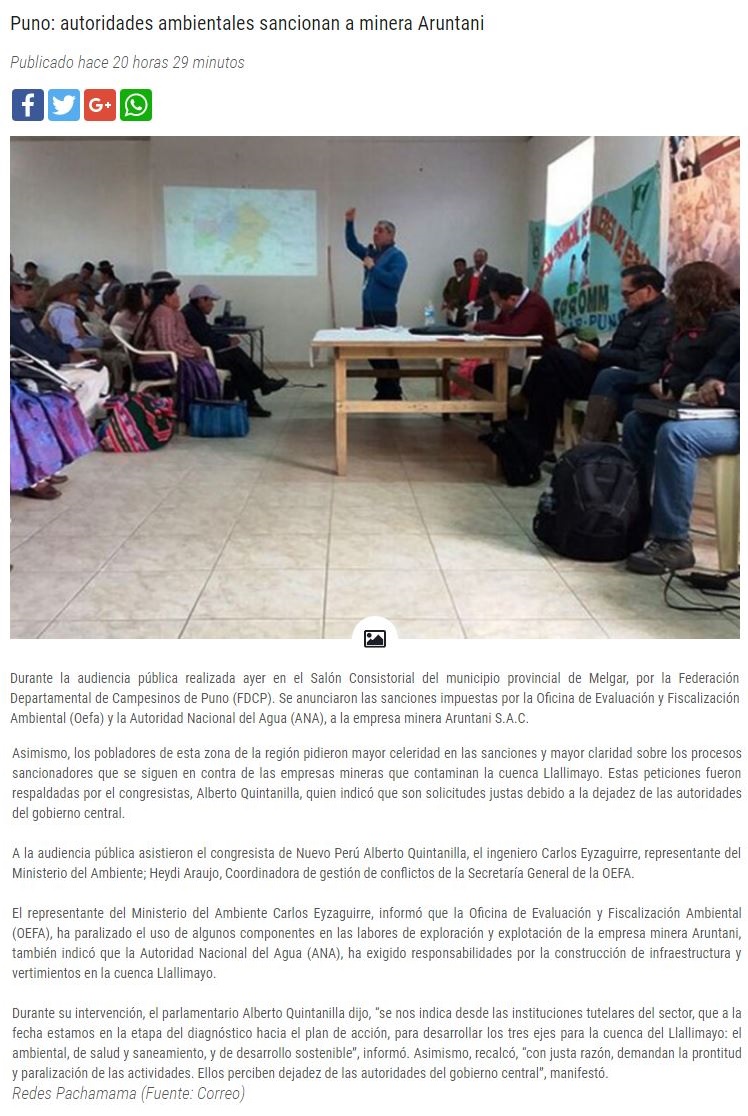 Puno: autoridades ambientales sancionan a minera Aruntani
Publicado hace 20 horas 29 minutos
Durante la audiencia pública realizada ayer en el Salón Consistorial del municipio provincial de Melgar, por la Federación
Departamental de Campesinos de Puno (FDCP). Se anunciaron las sanciones impuestas por la Oficina de Evaluación y Fiscalización
Ambiental (Oefa) y la Autoridad Nacional del Agua (ANA), a la empresa minera Aruntani S.A.C.
Asimismo, los pobladores de esta zona de la región pidieron mayor celeridad en las sanciones y mayor claridad sobre los procesos
sancionadores que se siguen en contra de las empresas mineras que contaminan la cuenca Llallimayo. Estas peticiones fueron
respaldadas por el congresistas, Alberto Quintanilla, quien indicó que son solicitudes justas debido a la dejadez de las autoridades
del gobierno central.
A la audiencia pública asistieron el congresista de Nuevo Perú Alberto Quintanilla, el ingeniero Carlos Eyzaguirre, representante del
Ministerio del Ambiente; Heydi Araujo, Coordinadora de gestión de conflictos de la Secretaría General de la OEFA.
El representante del Ministerio del Ambiente Carlos Eyzaguirre, informó que la Oficina de Evaluación y Fiscalización Ambiental
(OEFA), ha paralizado el uso de algunos componentes en las labores de exploración y explotación de la empresa minera Aruntani,
también indicó que la Autoridad Nacional del Agua (ANA), ha exigido responsabilidades por la construcción de infraestructura y
vertimientos en la cuenca Llallimayo.
Durante su intervención, el parlamentario Alberto Quintanilla dijo, "se nos indica desde las instituciones tutelares del sector, que a la
fecha estamos en la etapa del diagnóstico hacia el plan de acción, para desarrollar los tres ejes para la cuenca del Llallimayo: el
ambiental, de salud y saneamiento, y de desarrollo sostenible", informó. Asimismo, recalcó, "con justa razón, demandan la prontitud
y paralización de las actividades. Ellos perciben dejadez de las autoridades del gobierno central", manifestó.
Redes Pachamama (Fuente: Correo)